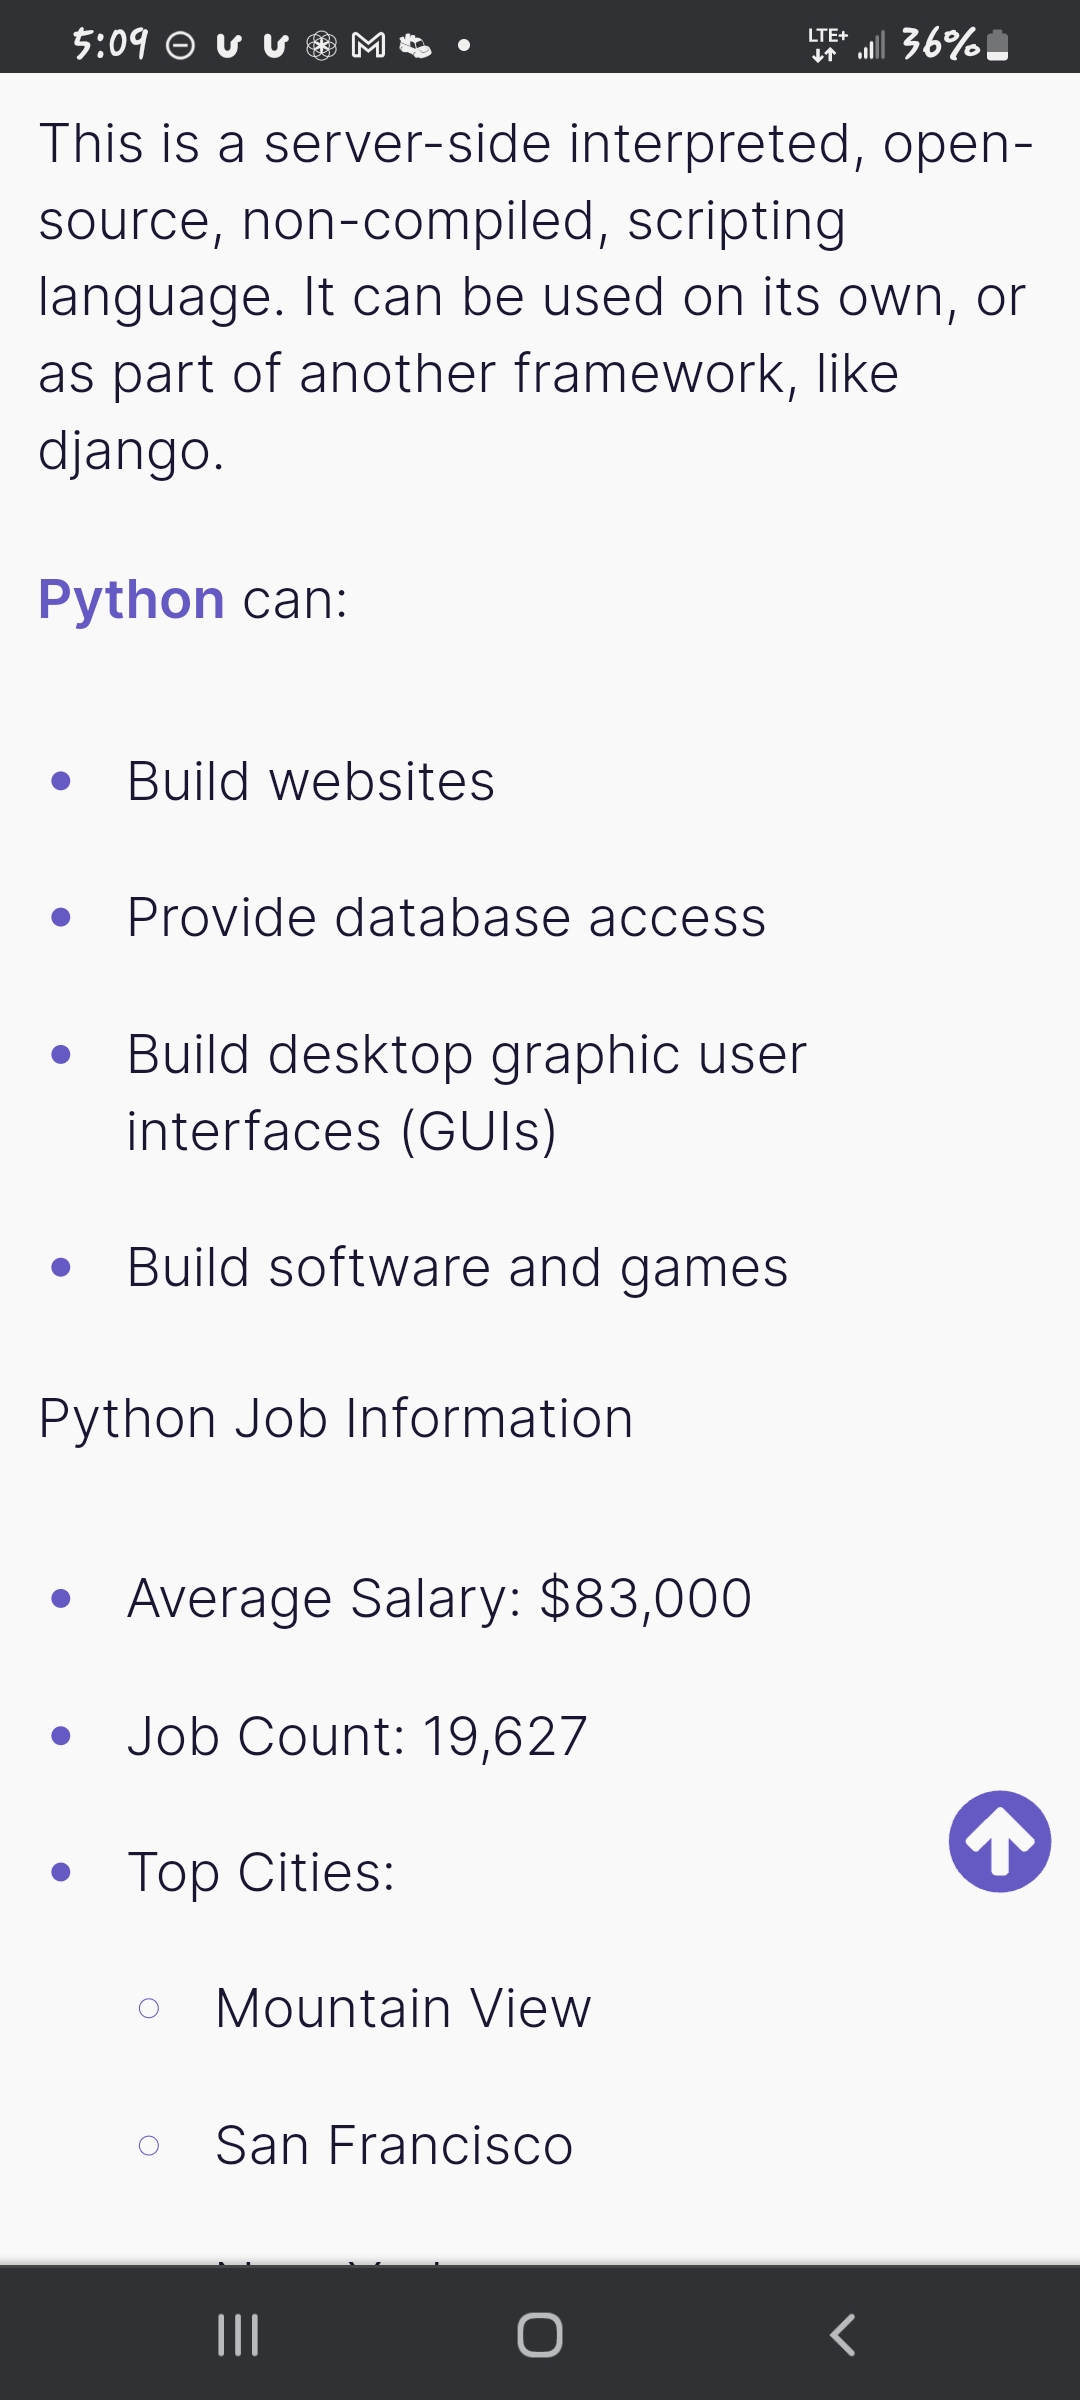 5:09
LTE+ 36%
This is a server-side interpreted, open-
source, non-compiled, scripting
language. It can be used on its own, or
as part of another framework, like
django.
Python can:
Build websites
Provide database access
Build desktop graphic user
interfaces (GUIs)
Build software and games
Python Job Information
Average Salary: $83,000
Job Count: 19,627
Top Cities:
Mountain View
San Francisco